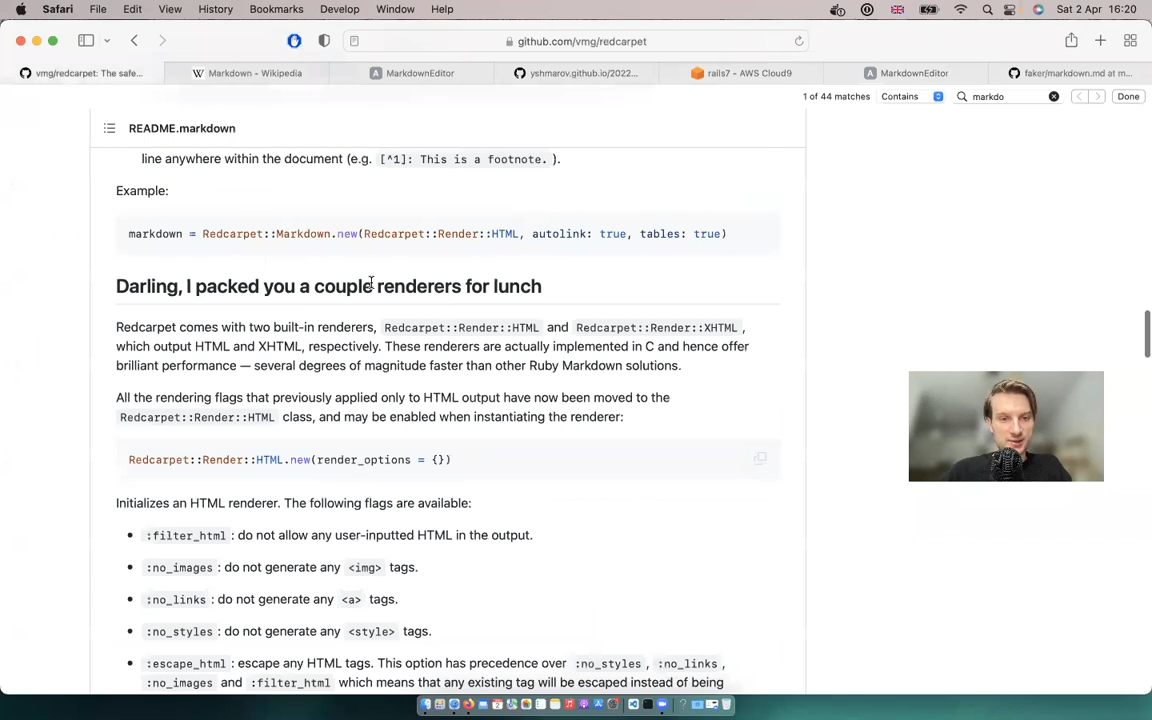 Safari File Edit View History Bookmarks Develop Window Help Sat 2 Apr 16:20
github.com/vmg/redcarpet
vmg/redcarpet: The safe... Markdown - Wikipedia MarkdownEditor yshmarov.github.io/2022... rails7 - AWS Cloud9 MarkdownEditor faker/markdown.md at m...
1 of 44 matches Contains markdo Done
README.markdown
line anywhere within the document (e.g. [^1]: This is a footnote. ).
Example:
markdown = Redcarpet::Markdown.new(Redcarpet::Render::HTML, autolink: true, tables: true)
Darling, I packed you a couple renderers for lunch
Redcarpet comes with two built-in renderers, Redcarpet::Render::HTML and Redcarpet::Render::XHTML ,
which output HTML and XHTML, respectively. These renderers are actually implemented in C and hence offer
brilliant performance — several degrees of magnitude faster than other Ruby Markdown solutions.
All the rendering flags that previously applied only to HTML output have now been moved to the
Redcarpet::Render::HTML class, and may be enabled when instantiating the renderer:
Redcarpet::Render::HTML.new(render_options = {})
Initializes an HTML renderer. The following flags are available:
• :filter_html : do not allow any user-inputted HTML in the output.
• :no_images : do not generate any <img> tags.
• :no_links : do not generate any <a> tags.
• :no_styles : do not generate any <style> tags.
• :escape_html : escape any HTML tags. This option has precedence over :no_styles , :no_links ,
:no_images and :filter_html which means that any existing tag will be escaped instead of being